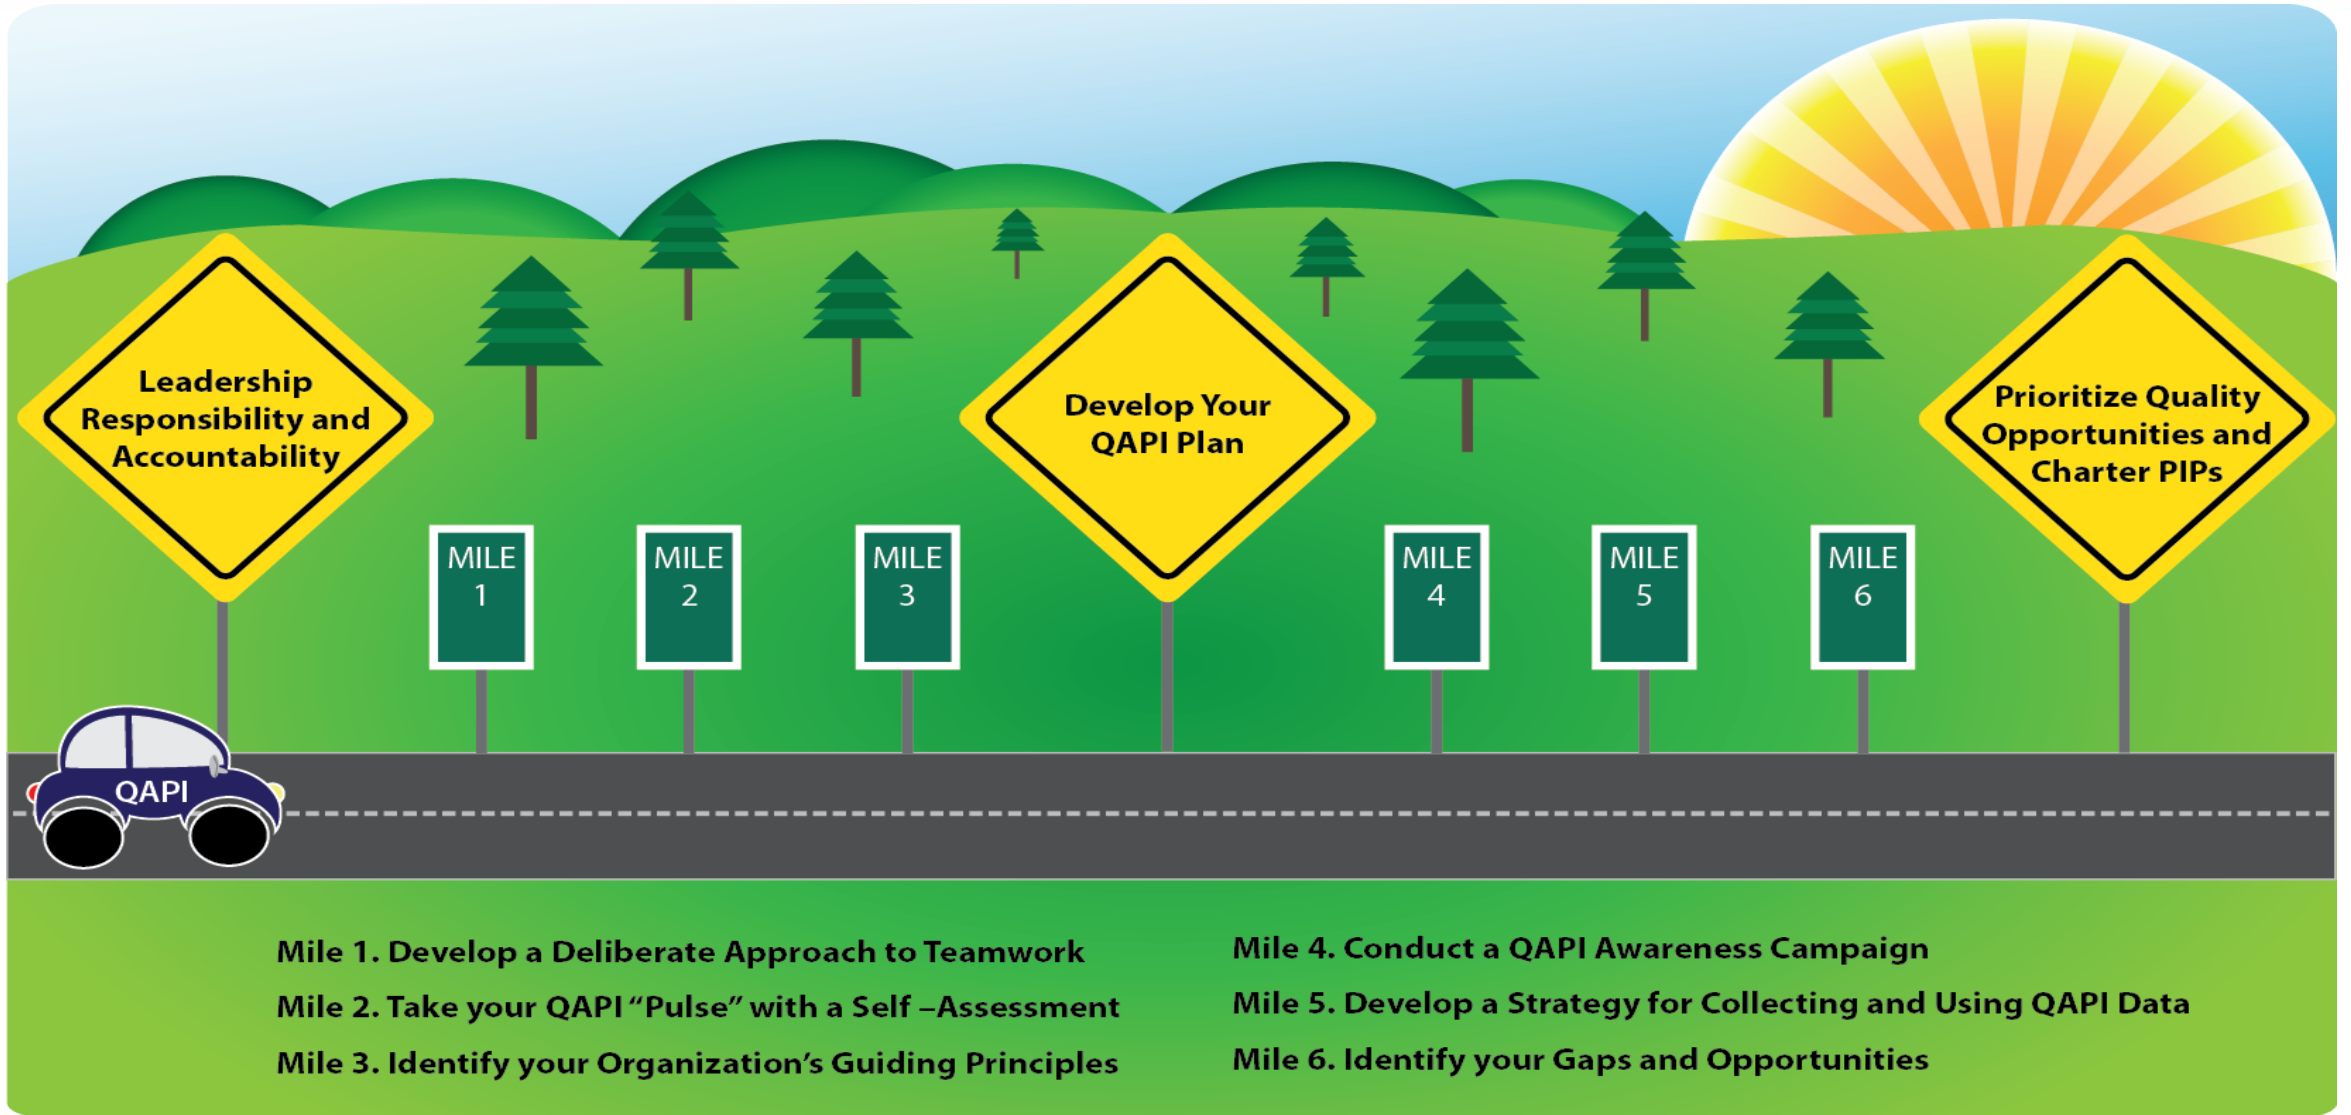 Leadership
Responsibility and
Accountability
Develop Your
QAPI Plan
Prioritize Quality
Opportunities and
Charter PIPs
MILE
1
MILE
2
MILE
3
MILE
4
MILE
5
MILE
6
QAPI
Mile 1. Develop a Deliberate Approach to Teamwork
Mile 2. Take your QAPI “Pulse” with a Self –Assessment
Mile 3. Identify your Organization’s Guiding Principles
Mile 4. Conduct a QAPI Awareness Campaign
Mile 5. Develop a Strategy for Collecting and Using QAPI Data
Mile 6. Identify your Gaps and Opportunities